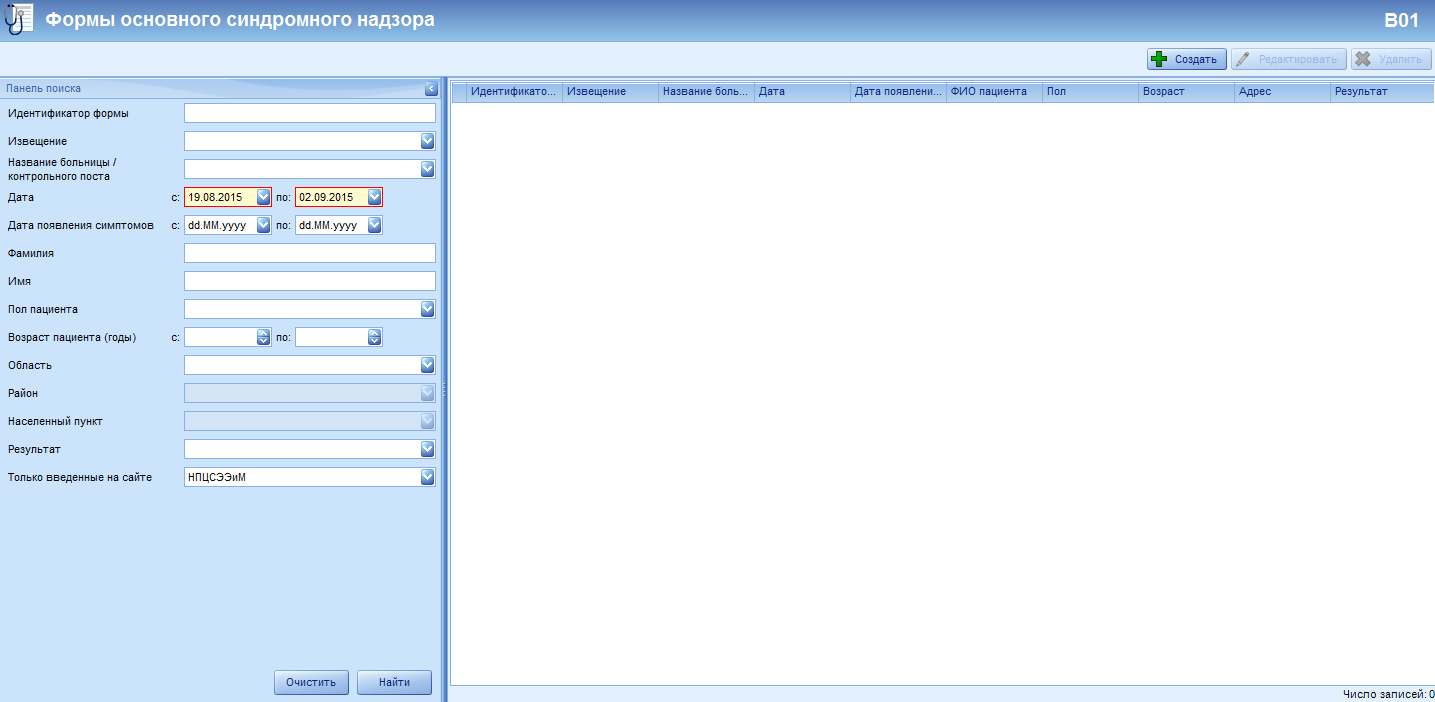 Формы основного синдромного надзора
B01
Создать
Редактировать
Удалить
Панель поиска
Идентификатор формы
Извещение
Название больницы /
контрольного поста
Дата с: 19.08.2015 по: 02.09.2015
Дата появления симптомов с: dd.MM.yyyy по: dd.MM.yyyy
Фамилия
Имя
Пол пациента
Возраст пациента (годы) с: по:
Область
Район
Населенный пункт
Результат
Только введенные на сайте НПЦСЭЭиМ
Очистить
Найти
Идентификато... Извещение Название боль... Дата Дата появлени... ФИО пациента Пол Возраст Адрес Результат
Число записей: 0